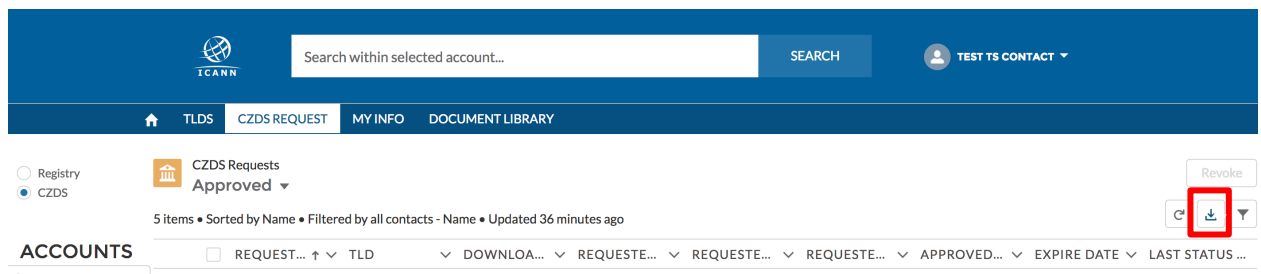 ICANN
Search within selected account...
SEARCH
TEST TS CONTACT
TLDS CZDS REQUEST MY INFO DOCUMENT LIBRARY
Registry
CZDS
CZDS Requests
Approved
Revoke
5 items • Sorted by Name • Filtered by all contacts - Name • Updated 36 minutes ago
ACCOUNTS
REQUEST... ↑ TLD DOWNLOA... REQUESTE... REQUESTE... REQUESTE... APPROVED... EXPIRE DATE LAST STATUS ...